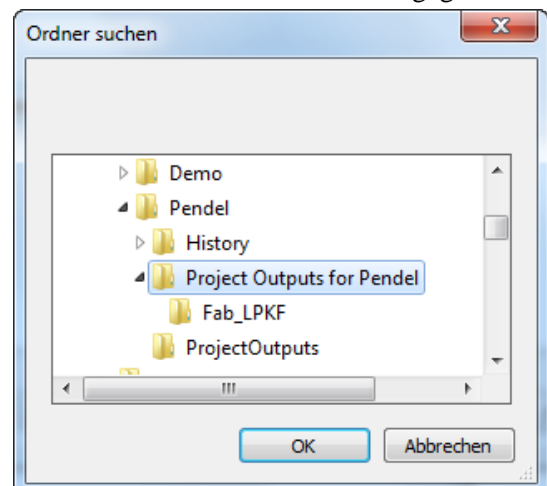 Ordner suchen
Demo
Pendel
History
Project Outputs for Pendel
Fab_LPKF
ProjectOutputs
OK
Abbrechen